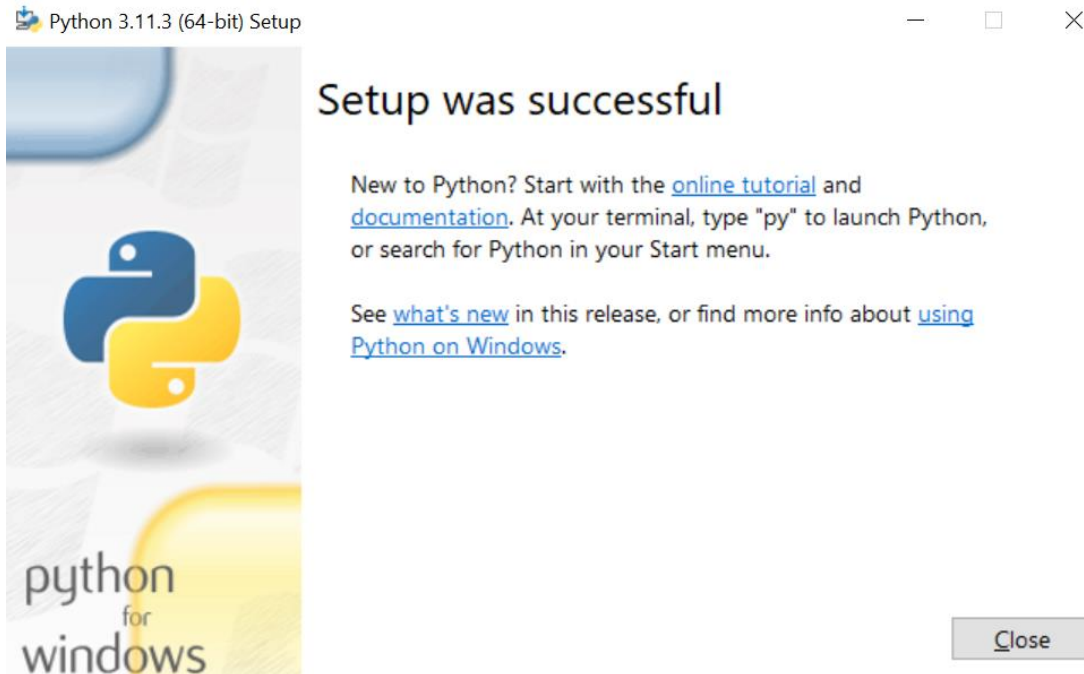 Python 3.11.3 (64-bit) Setup
Setup was successful
New to Python? Start with the online tutorial and
documentation. At your terminal, type "py" to launch Python,
or search for Python in your Start menu.
See what's new in this release, or find more info about using
Python on Windows.
python
for
windows
Close